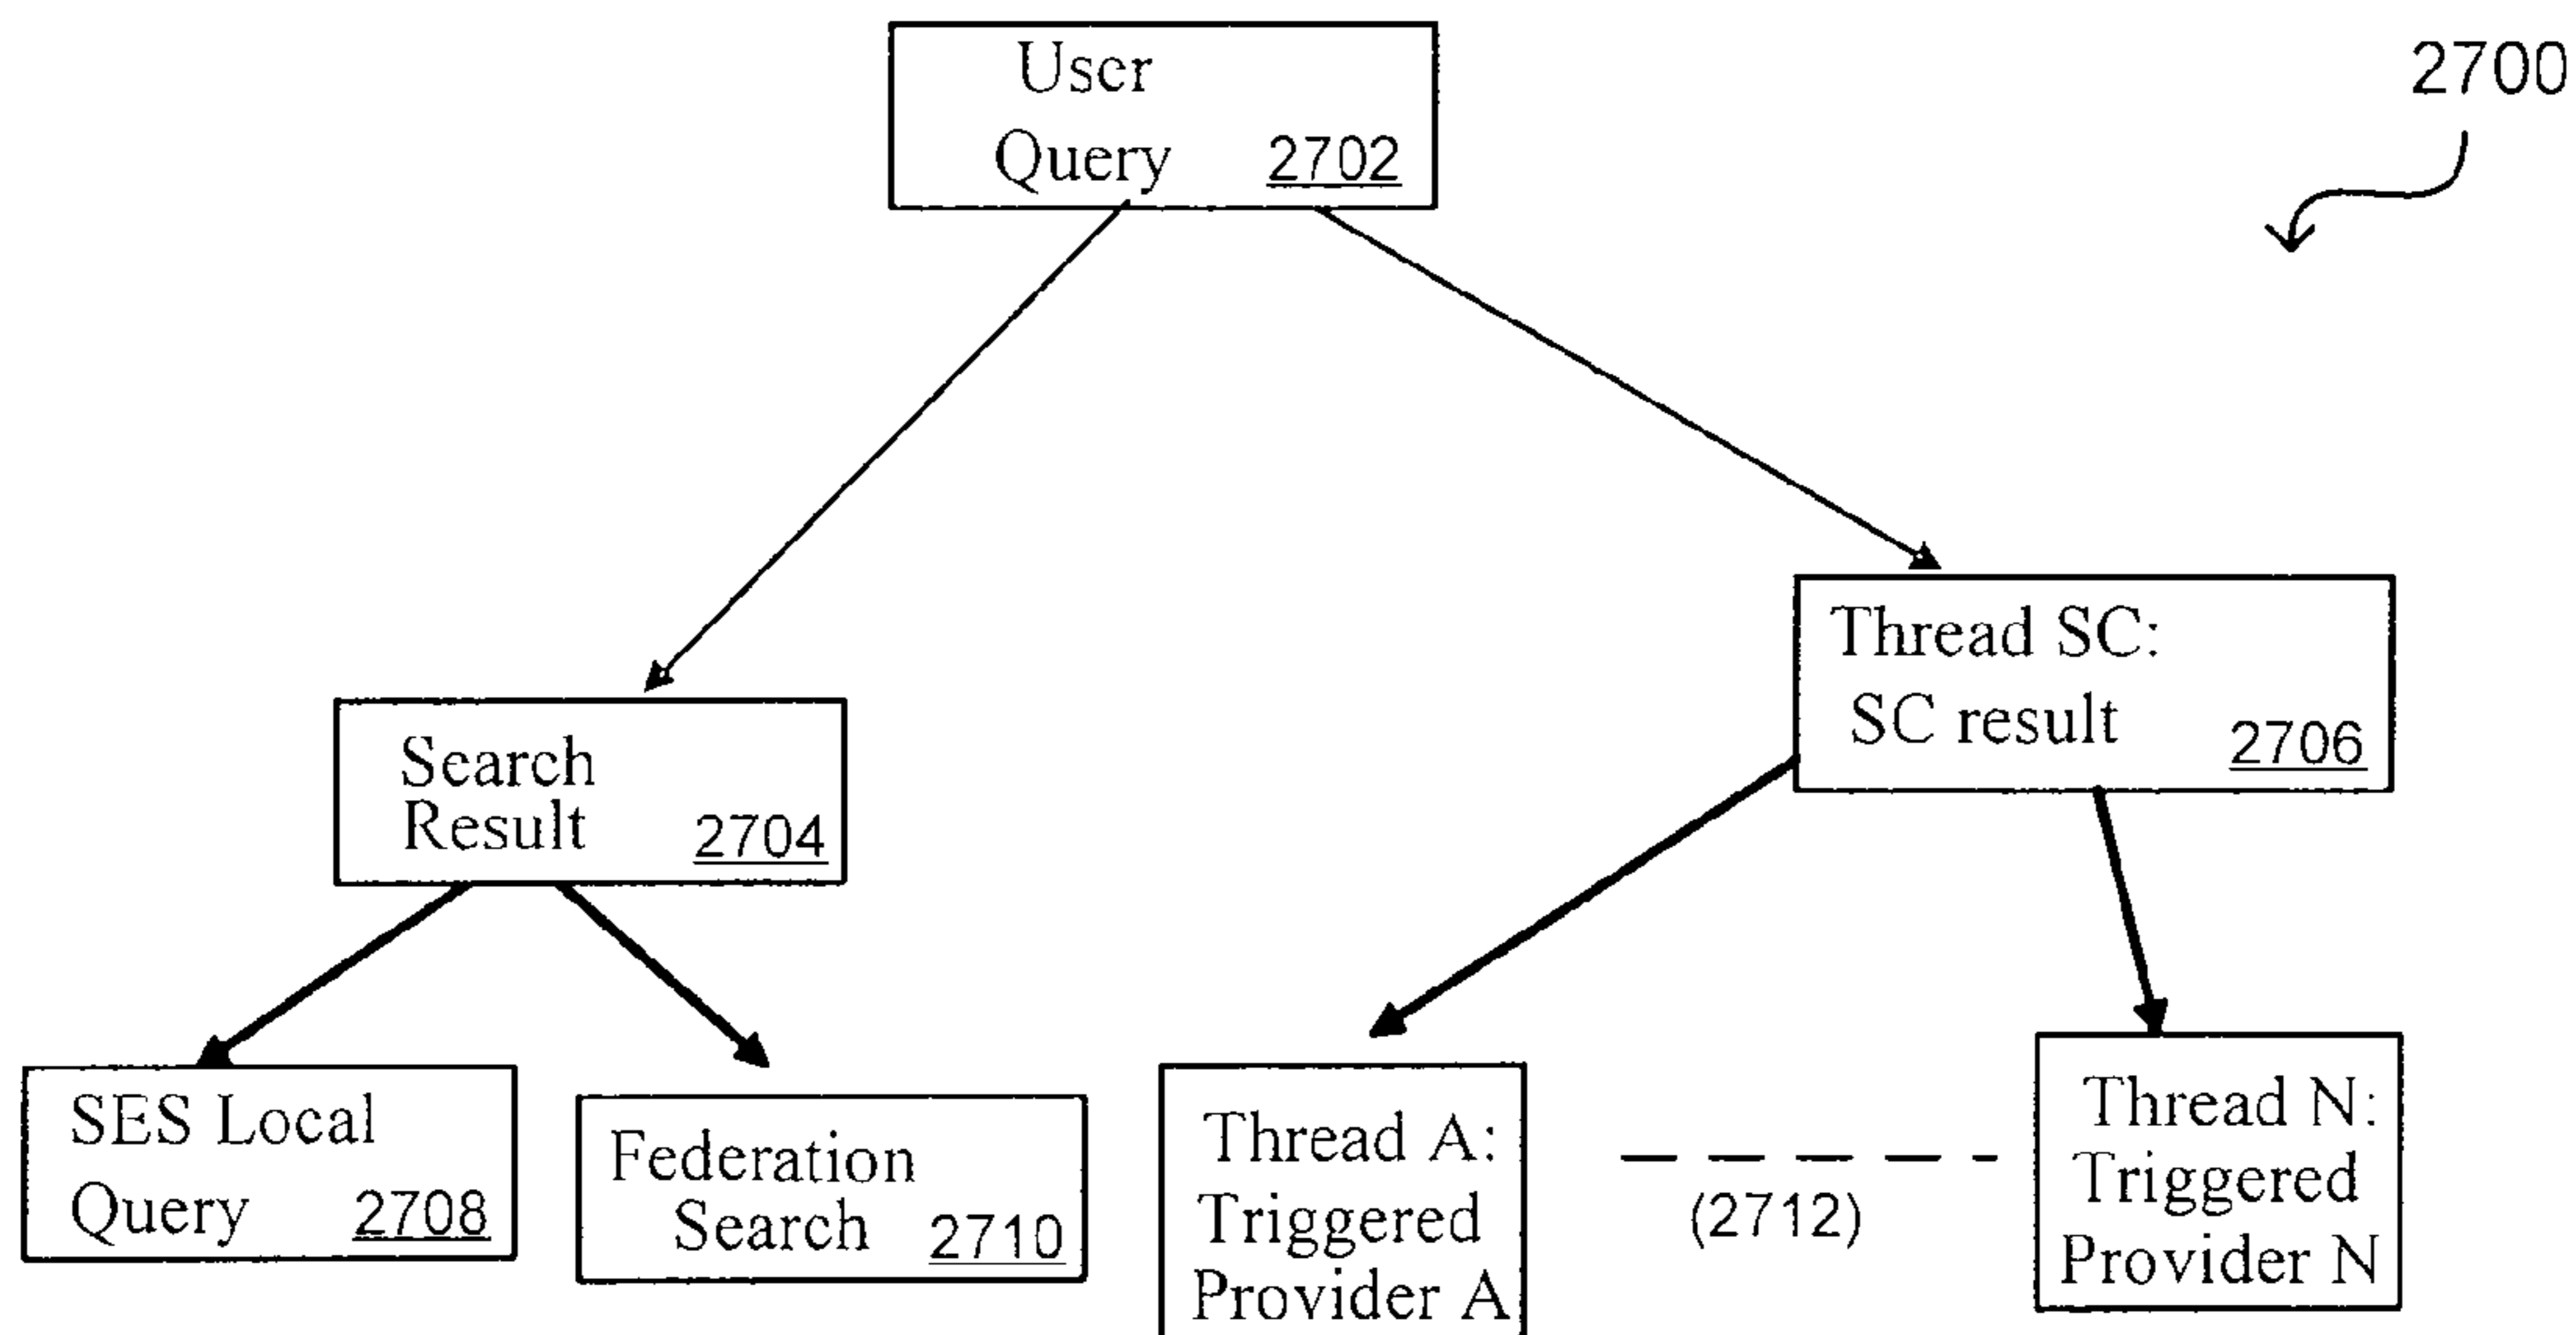 User
Query 2702
2700
Thread SC:
SC result 2706
Search
Result 2704
SES Local
Query 2708
Federation
Search 2710
Thread A:
Triggered
Provider A
(2712)
Thread N:
Triggered
Provider N